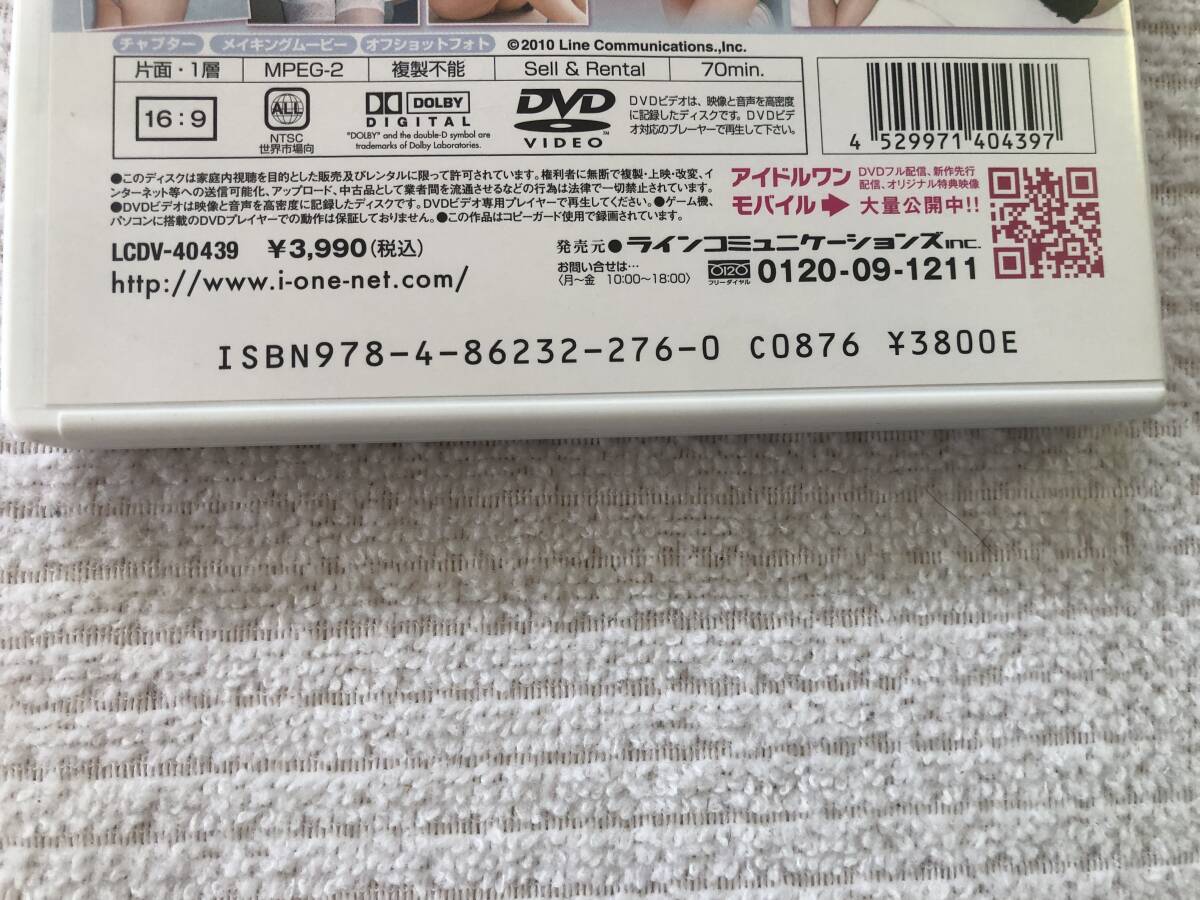 チャプター メイキングムービー オフショットフォト ©2010 Line Communications.,Inc.
片面・1層 MPEG-2 複製不能 Sell & Rental 70min.
16:9
ALL
NTSC
世界市場向
DOLBY
DIGITAL
"DOLBY" and the double-D symbol are
trademarks of Dolby Laboratories.
DVD
VIDEO
DVDビデオは、映像と音声を高密度
に記録したディスクです。DVDビデ
オ対応のプレーヤーで再生して下さい。
4 529971 404397
●このディスクは家庭内視聴を目的とした販売及びレンタルに限って許可されています。権利者に無断で複製・上映・改変、イ
ンターネット等への送信可能化、アップロード、中古品として業者間を流通させるなどの行為は法律で一切禁止されています。
●DVDビデオは映像と音声を高密度に記録したディスクです。DVDビデオ専用プレイヤーで再生してください。●ゲーム機、
パソコンに搭載のDVDプレイヤーでの動作は保証しておりません。●この作品はコピーガード使用で録画されています。
アイドルワン
モバイル
DVDフル配信、新作先行
配信、オリジナル特典映像
大量公開中!!
LCDV-40439 ¥3,990(税込)
http://www.i-one-net.com/
発売元●ラインコミュニケーションズinc.
お問い合せは…
〈月〜金 10:00〜18:00〉
フリーダイヤル
0120-09-1211
ISBN978-4-86232-276-0 C0876 ¥3800E